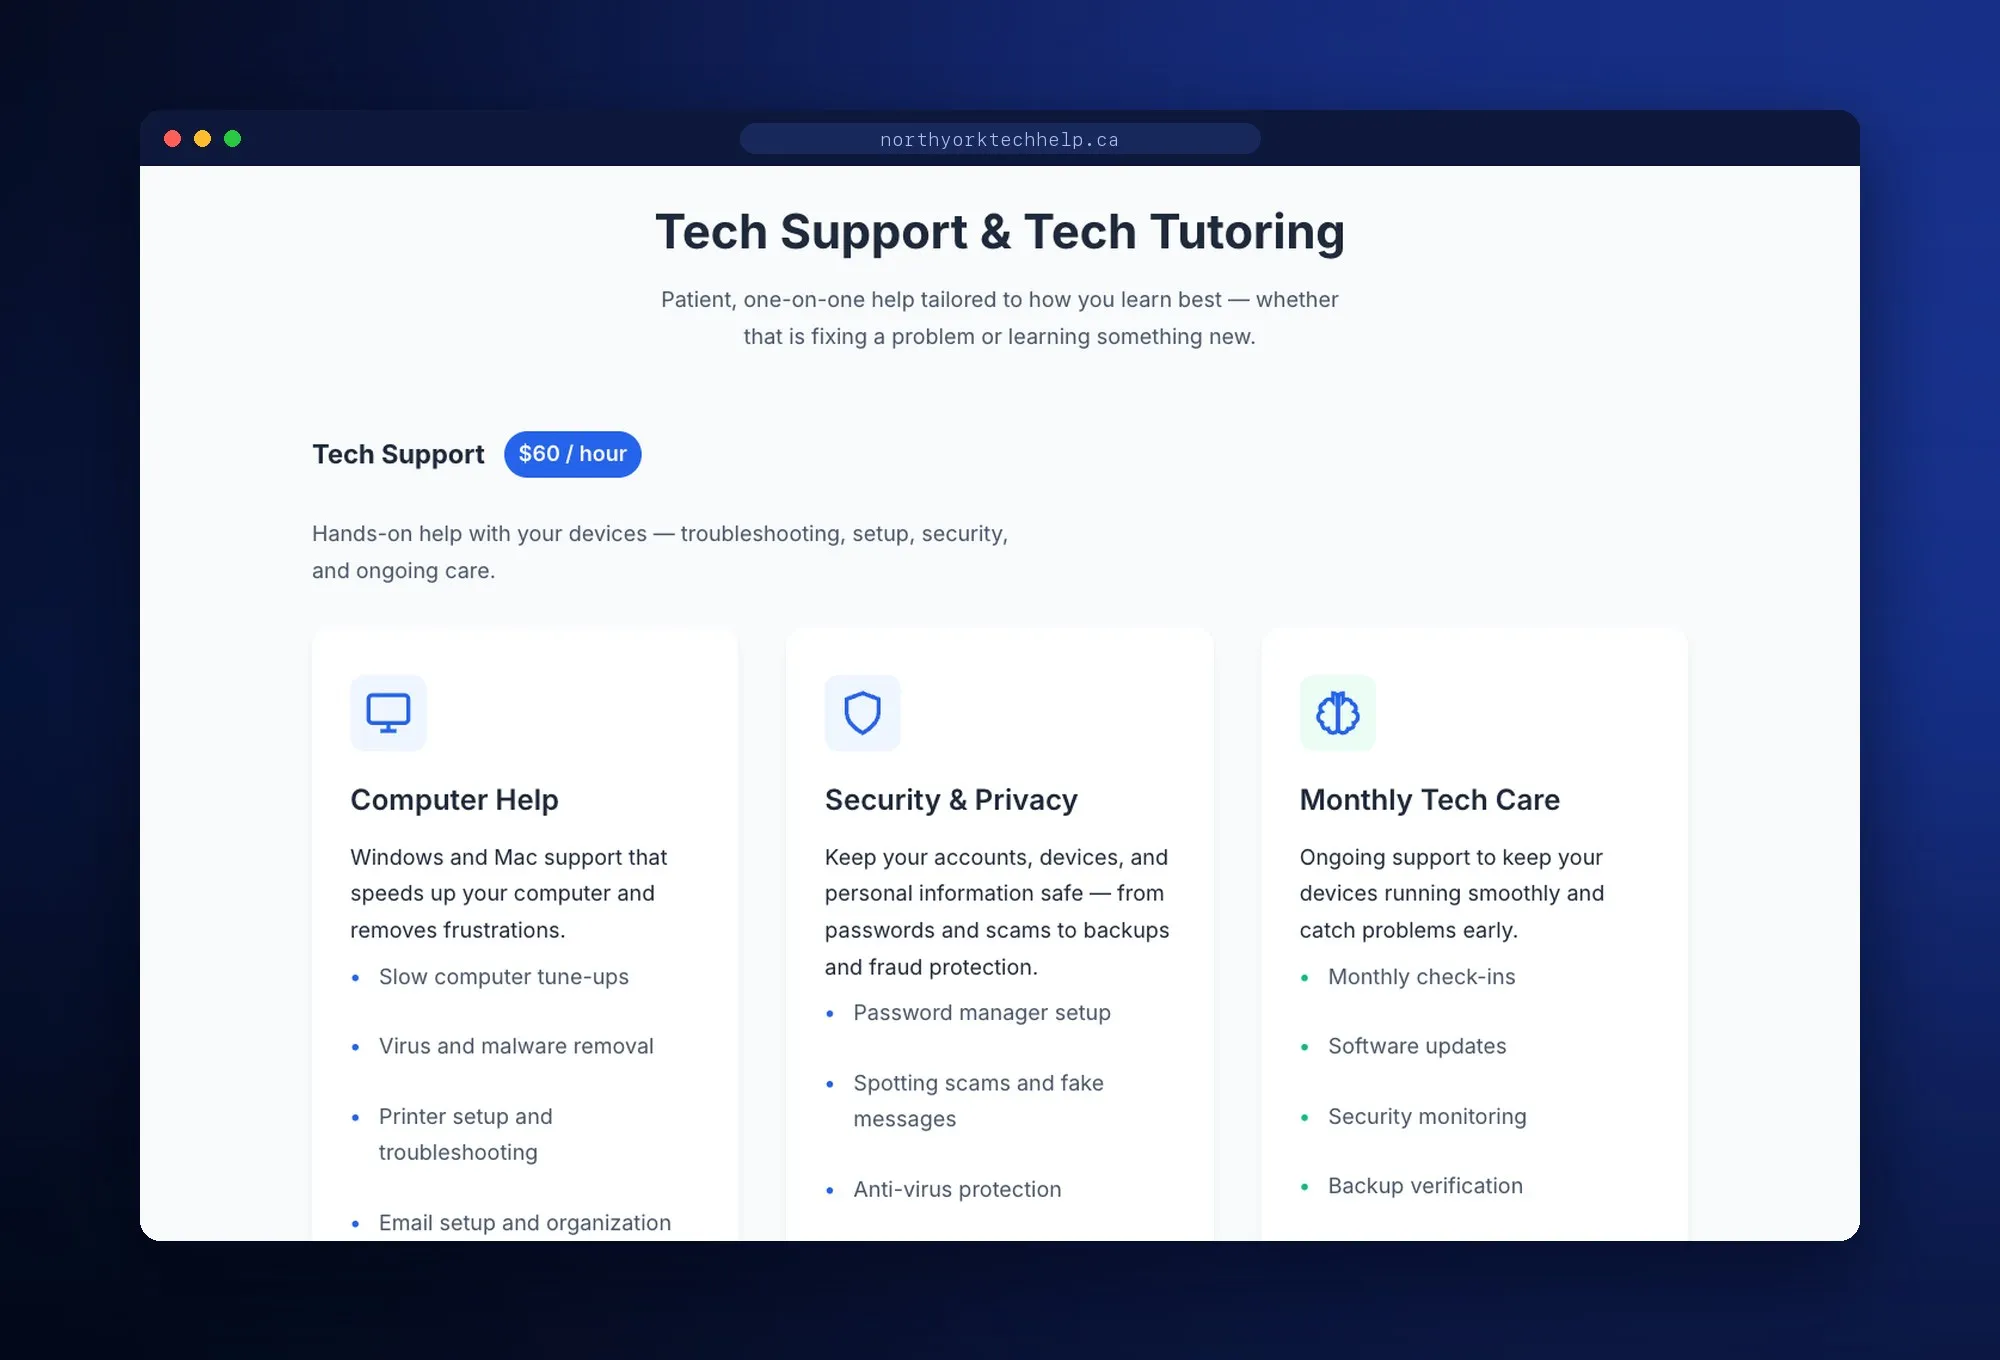 northyorktechhelp.ca
Tech Support & Tech Tutoring
Patient, one-on-one help tailored to how you learn best — whether
that is fixing a problem or learning something new.
Tech Support
$60 / hour
Hands-on help with your devices — troubleshooting, setup, security,
and ongoing care.
Computer Help
Windows and Mac support that
speeds up your computer and
removes frustrations.
• Slow computer tune-ups
• Virus and malware removal
• Printer setup and
troubleshooting
• Email setup and organization
Security & Privacy
Keep your accounts, devices, and
personal information safe — from
passwords and scams to backups
and fraud protection.
• Password manager setup
• Spotting scams and fake
messages
• Anti-virus protection
Monthly Tech Care
Ongoing support to keep your
devices running smoothly and
catch problems early.
• Monthly check-ins
• Software updates
• Security monitoring
• Backup verification